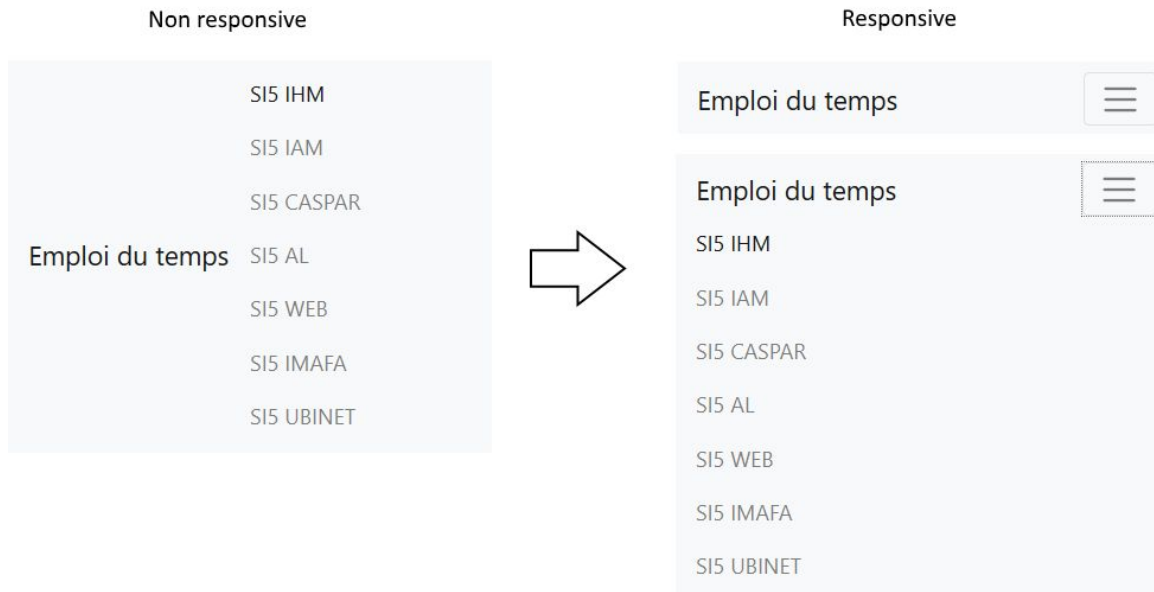 Non responsive
SI5 IHM
SI5 IAM
SI5 CASPAR
Emploi du temps SI5 AL
SI5 WEB
SI5 IMAFA
SI5 UBINET
Responsive
Emploi du temps
Emploi du temps
SI5 IHM
SI5 IAM
SI5 CASPAR
SI5 AL
SI5 WEB
SI5 IMAFA
SI5 UBINET